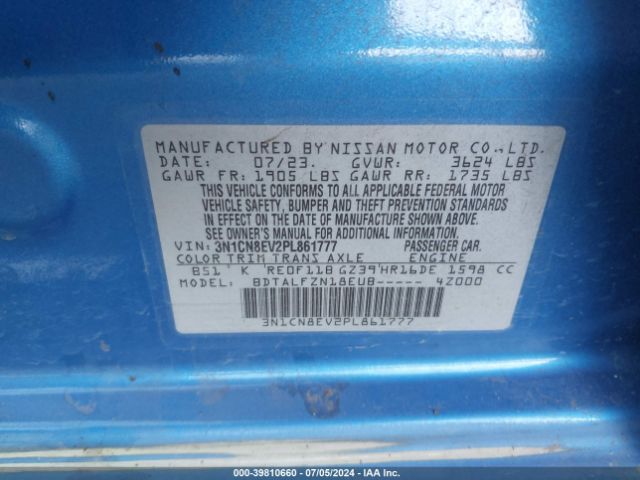 MANUFACTURED BY NISSAN MOTOR CO.,LTD.
DATE: 07/23. GVWR: 3624 LBS
GAWR FR: 1905 LBS GAWR RR: 1735 LBS
THIS VEHICLE CONFORMS TO ALL APPLICABLE FEDERAL MOTOR
VEHICLE SAFETY, BUMPER AND THEFT PREVENTION STANDARDS
IN EFFECT ON THE DATE OF MANUFACTURE SHOWN ABOVE.
SEE OWNER'S MANUAL FOR ADDITIONAL INFORMATION
VIN: 3N1CN8EV2PL861777 PASSENGER CAR.
COLOR TRIM TRANS AXLE ENGINE
B51 K RE0F11B GZ39 HR16DE 1598 CC
MODEL: BDTALFZN18EUB----- 4Z000
3N1CN8EV2PL861777
000-39810660 - 07/05/2024 - IAA Inc.